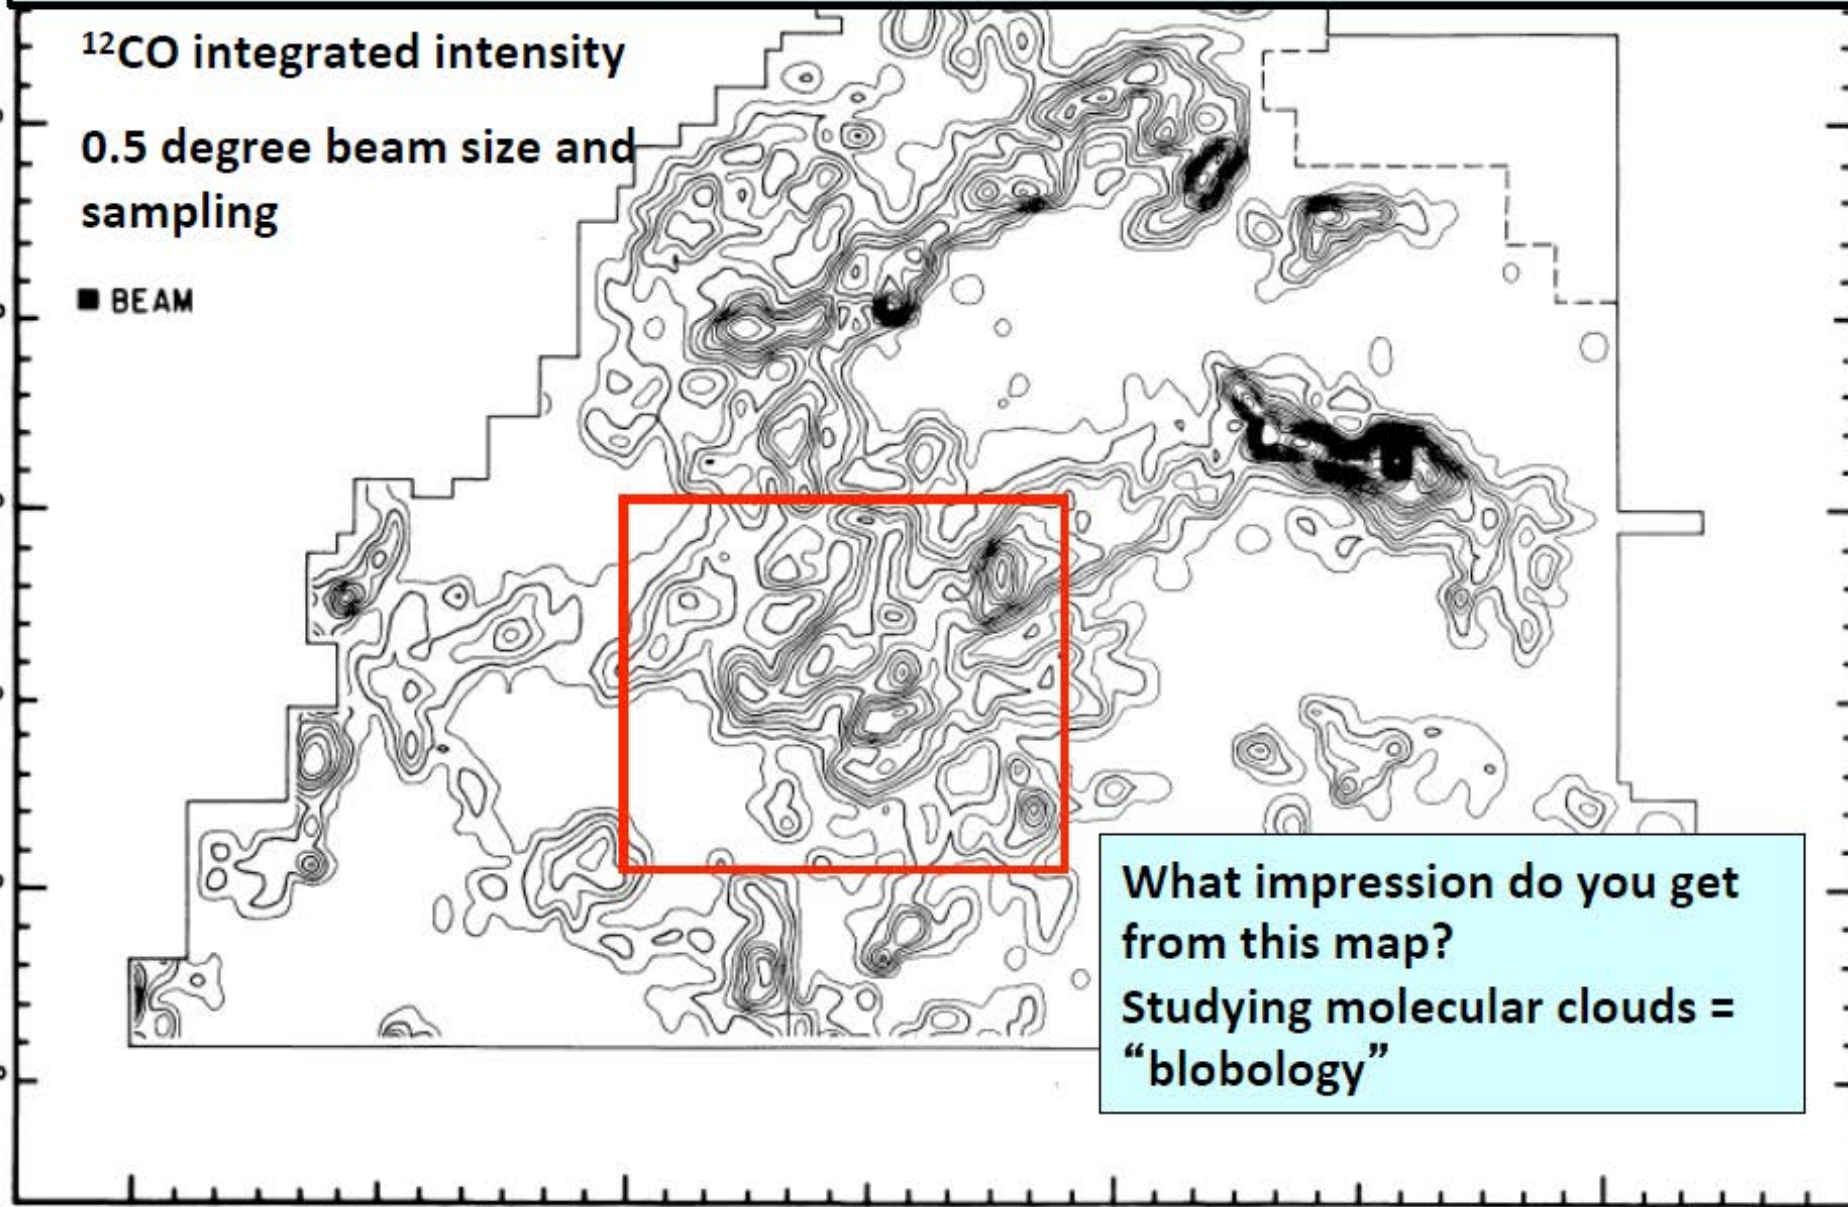 ¹²CO integrated intensity
0.5 degree beam size and
sampling
■ BEAM
What impression do you get
from this map?
Studying molecular clouds =
“blobology”